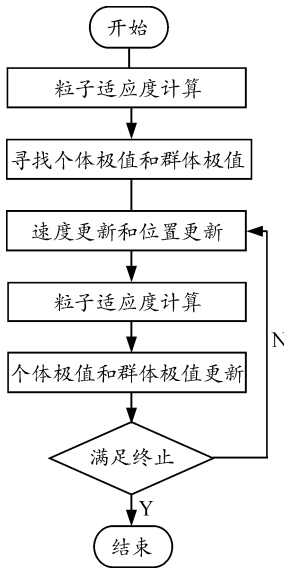 开始
粒子适应度计算
寻找个体极值和群体极值
速度更新和位置更新
粒子适应度计算
个体极值和群体极值更新
N
满足终止
Y
结束